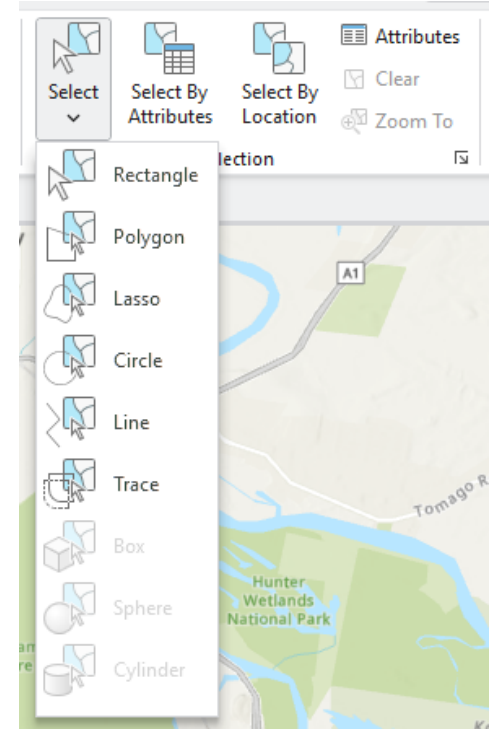 Select
Select By
Attributes
Select By
Location
Attributes
Clear
Zoom To
lection
Rectangle
Polygon
Lasso
Circle
Line
Trace
Box
Sphere
Cylinder
A1
Tomago R
Hunter
Wetlands
National Park